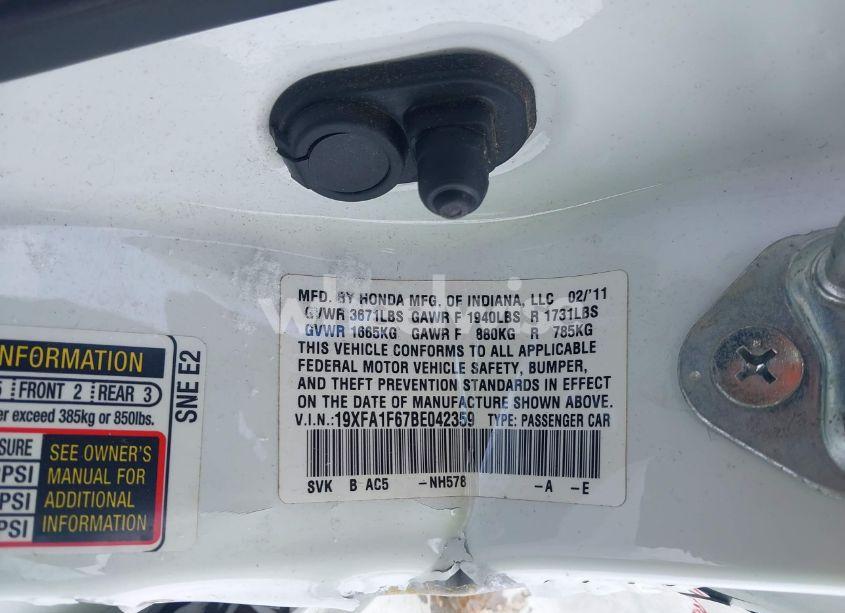 MFD. BY HONDA MFG. OF INDIANA, LLC 02/'11
GVWR 3671LBS GAWR F 1940LBS R 1731LBS
GVWR 1665KG GAWR F 880KG R 785KG
THIS VEHICLE CONFORMS TO ALL APPLICABLE
FEDERAL MOTOR VEHICLE SAFETY, BUMPER,
AND THEFT PREVENTION STANDARDS IN EFFECT
ON THE DATE OF MANUFACTURE SHOWN ABOVE.
V.I.N.:19XFA1F67BE042359 TYPE: PASSENGER CAR
SVK B AC5 -NH578 -A -E
INFORMATION
5 FRONT 2 REAR 3
er exceed 385kg or 850lbs.
SURE
PSI
PSI
PSI
SEE OWNER'S
MANUAL FOR
ADDITIONAL
INFORMATION
SNE E2